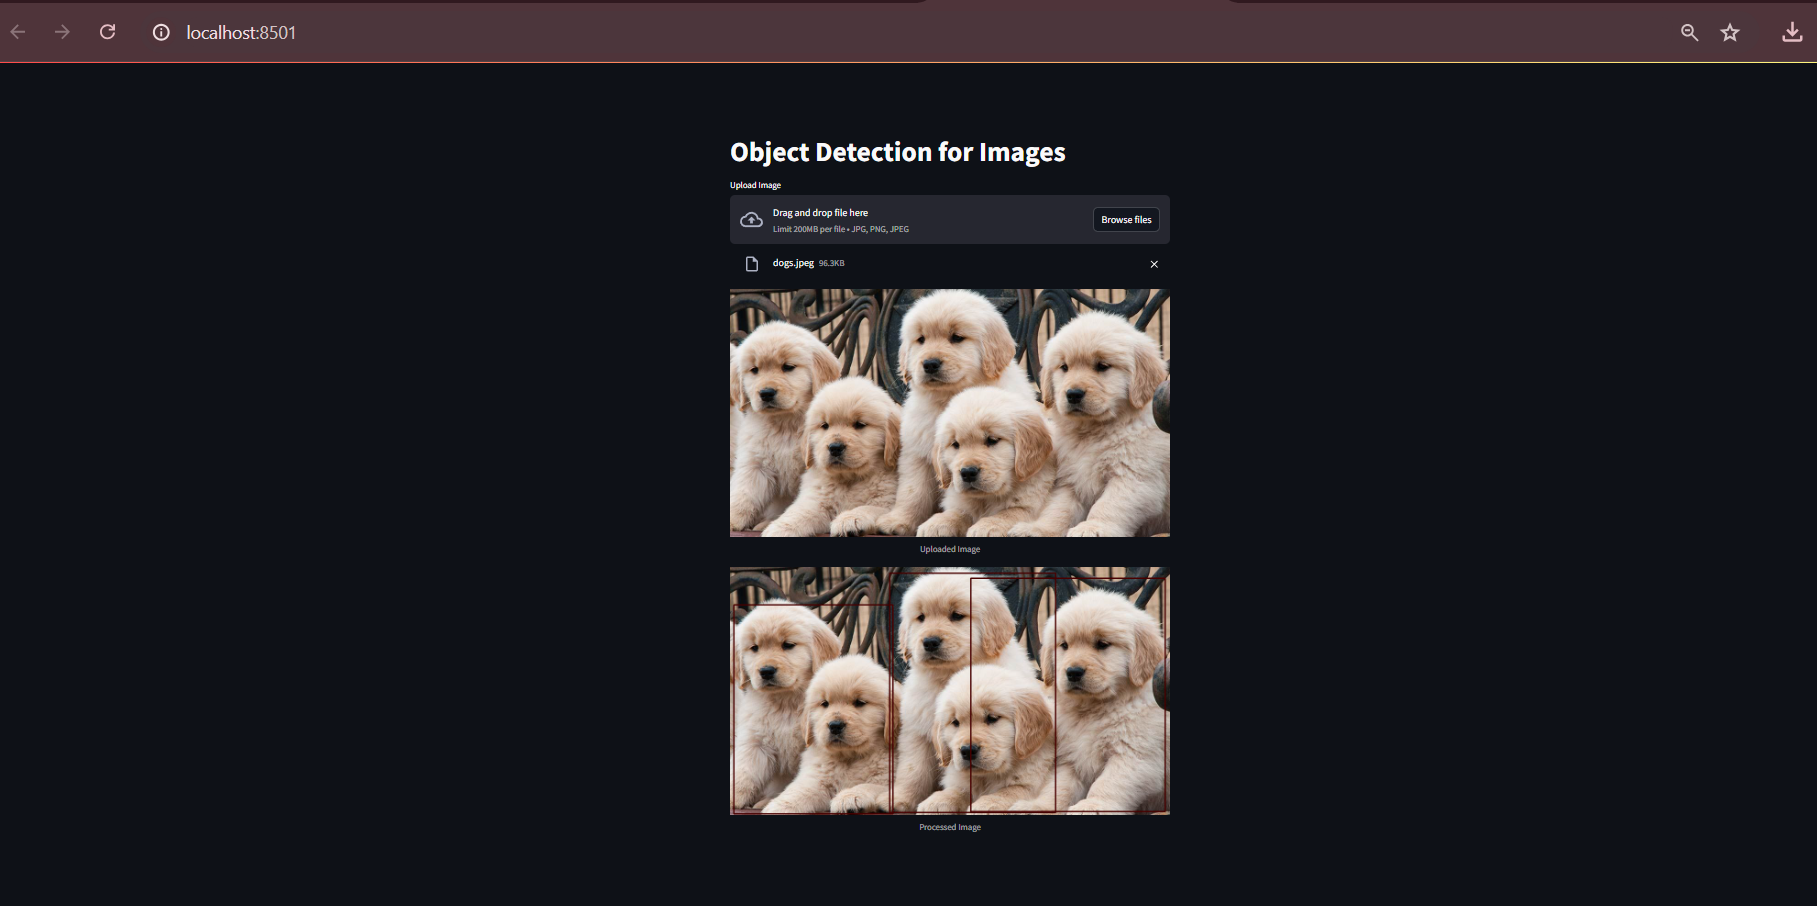 localhost:8501
Object Detection for Images
Upload Image
Drag and drop file here
Limit 200MB per file • JPG, PNG, JPEG
Browse files
dogs.jpeg 96.3KB
Uploaded Image
Processed Image